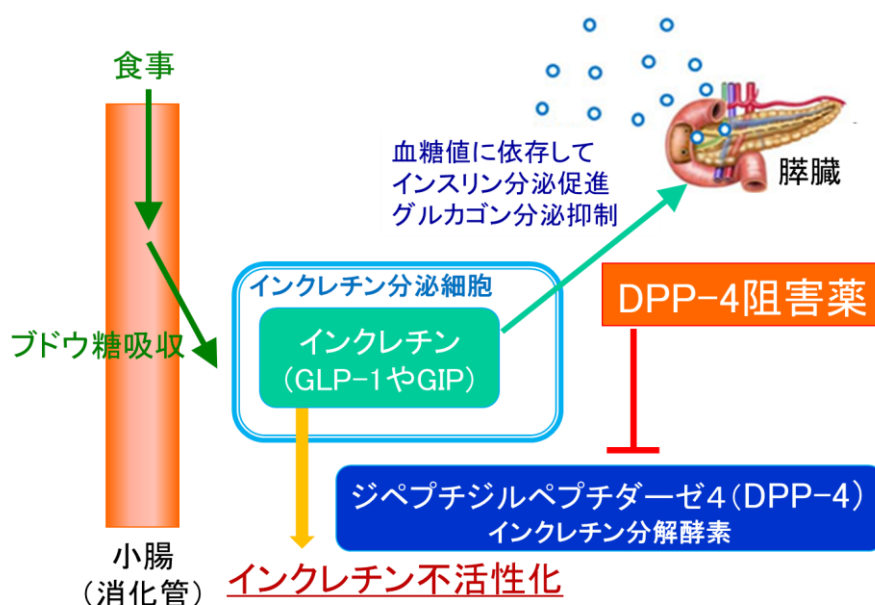 食事
血糖値に依存して
インスリン分泌促進
グルカゴン分泌抑制
膵臓
インクレチン分泌細胞
DPP-4阻害薬
ブドウ糖吸収
インクレチン
(GLP-1やGIP)
ジペプチジルペプチダーゼ4(DPP-4)
インクレチン分解酵素
小腸
(消化管)
インクレチン不活性化